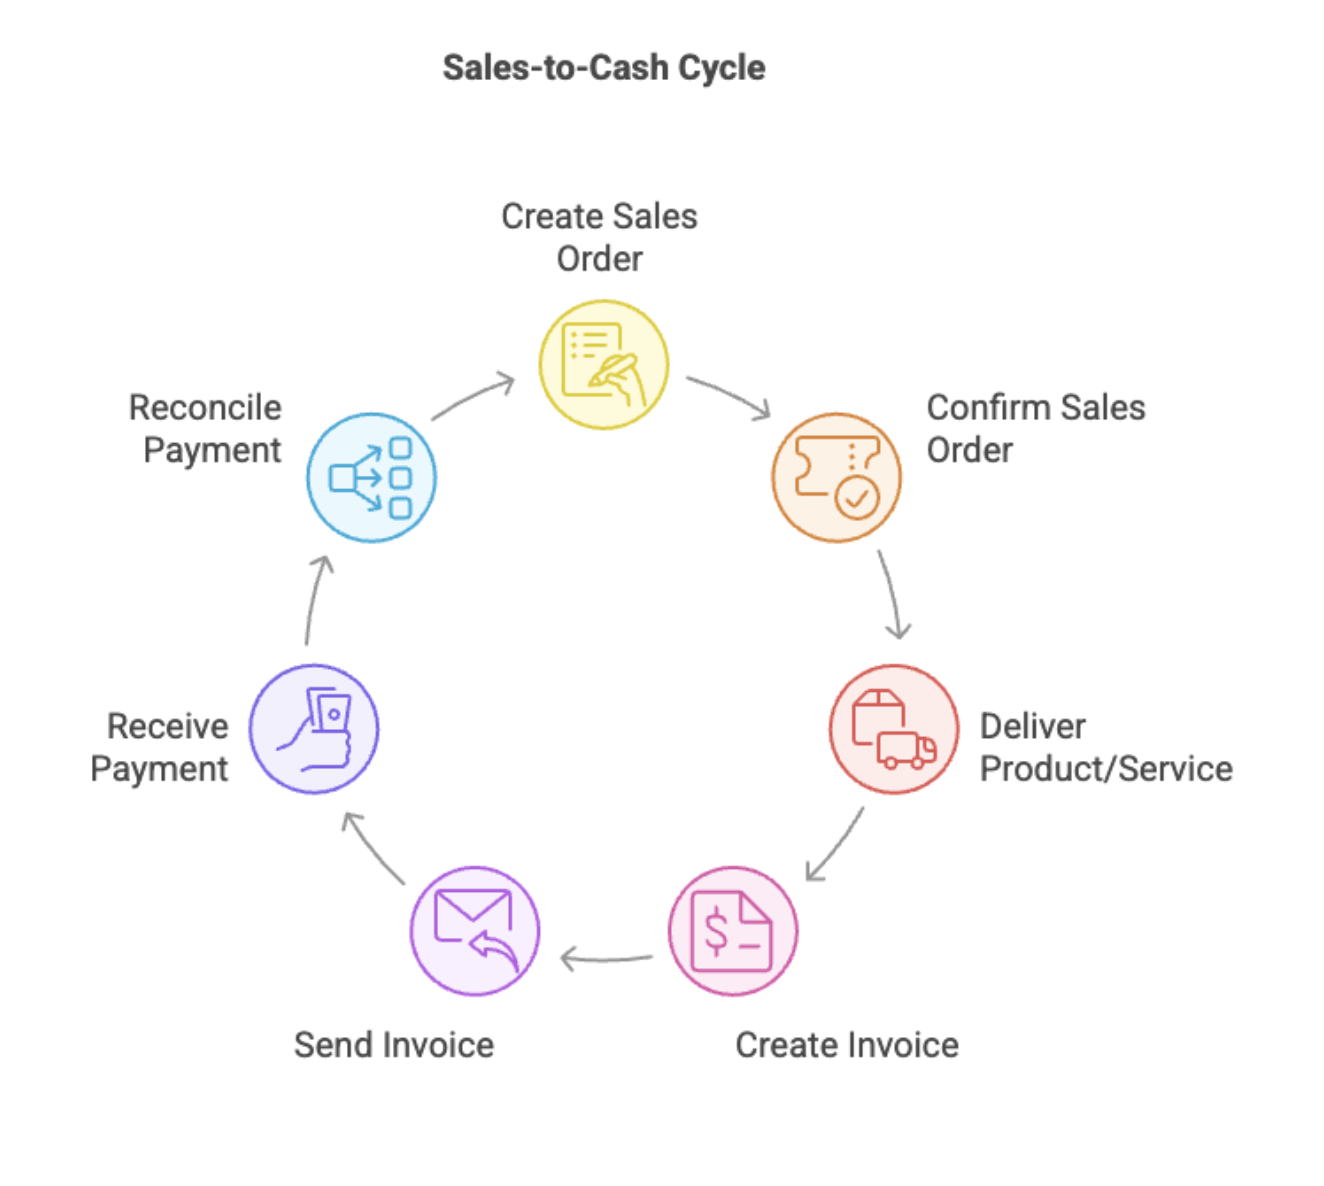 Sales-to-Cash Cycle
Create Sales
Order
Confirm Sales
Order
Deliver
Product/Service
$
Create Invoice
Send Invoice
Receive
Payment
Reconcile
Payment